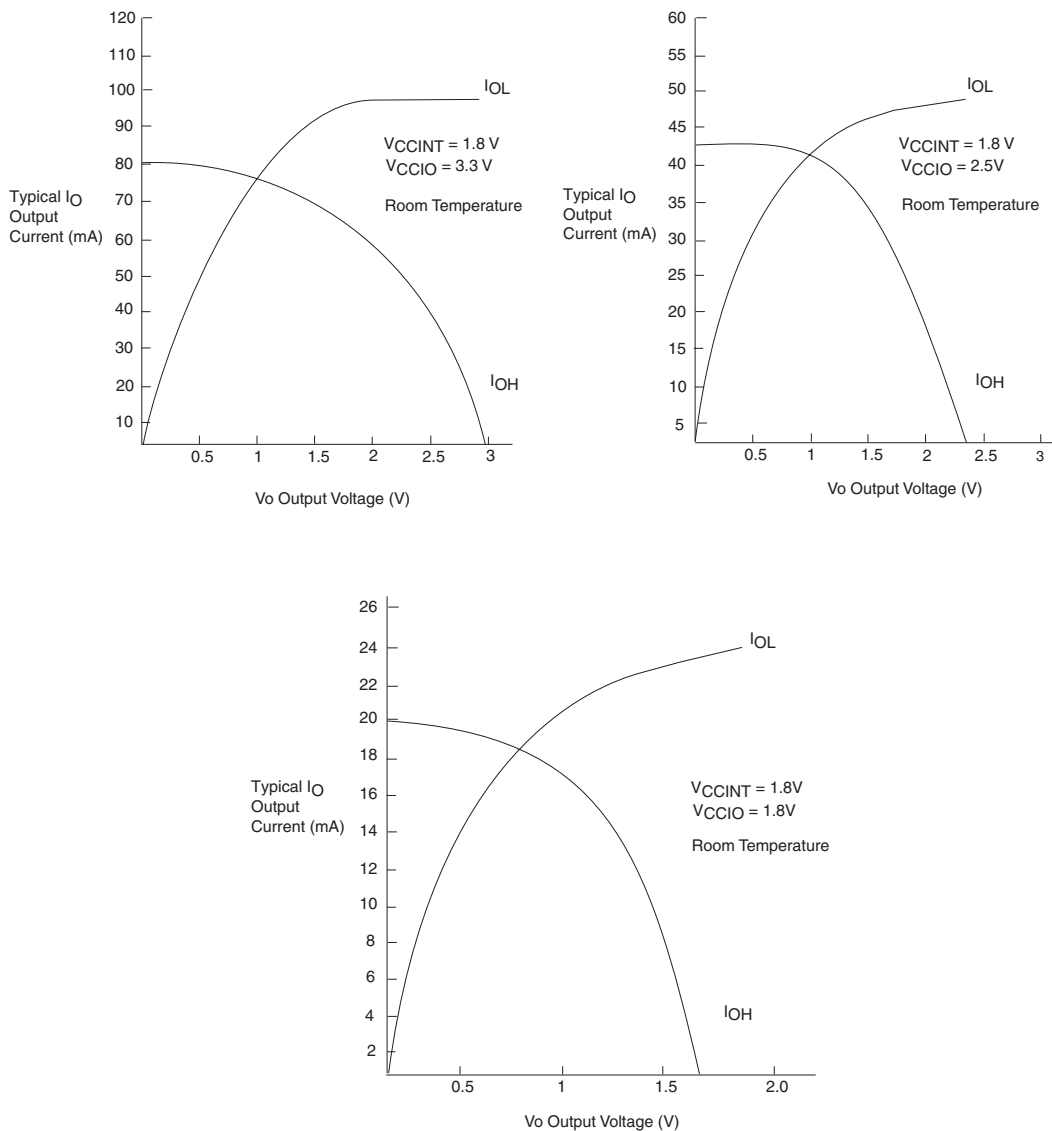 120
110
100
90
80
70
60
50
40
30
20
10
Typical IO
Output
Current (mA)
IOL
VCCINT = 1.8 V
VCCIO = 3.3 V
Room Temperature
IOH
0.5 1 1.5 2 2.5 3
Vo Output Voltage (V)
60
55
50
45
40
35
30
25
20
15
10
5
Typical IO
Output
Current (mA)
IOL
VCCINT = 1.8 V
VCCIO = 2.5V
Room Temperature
IOH
0.5 1 1.5 2 2.5 3
Vo Output Voltage (V)
26
24
22
20
18
16
14
12
10
8
6
4
2
Typical IO
Output
Current (mA)
IOL
VCCINT = 1.8V
VCCIO = 1.8V
Room Temperature
IOH
0.5 1 1.5 2.0
Vo Output Voltage (V)